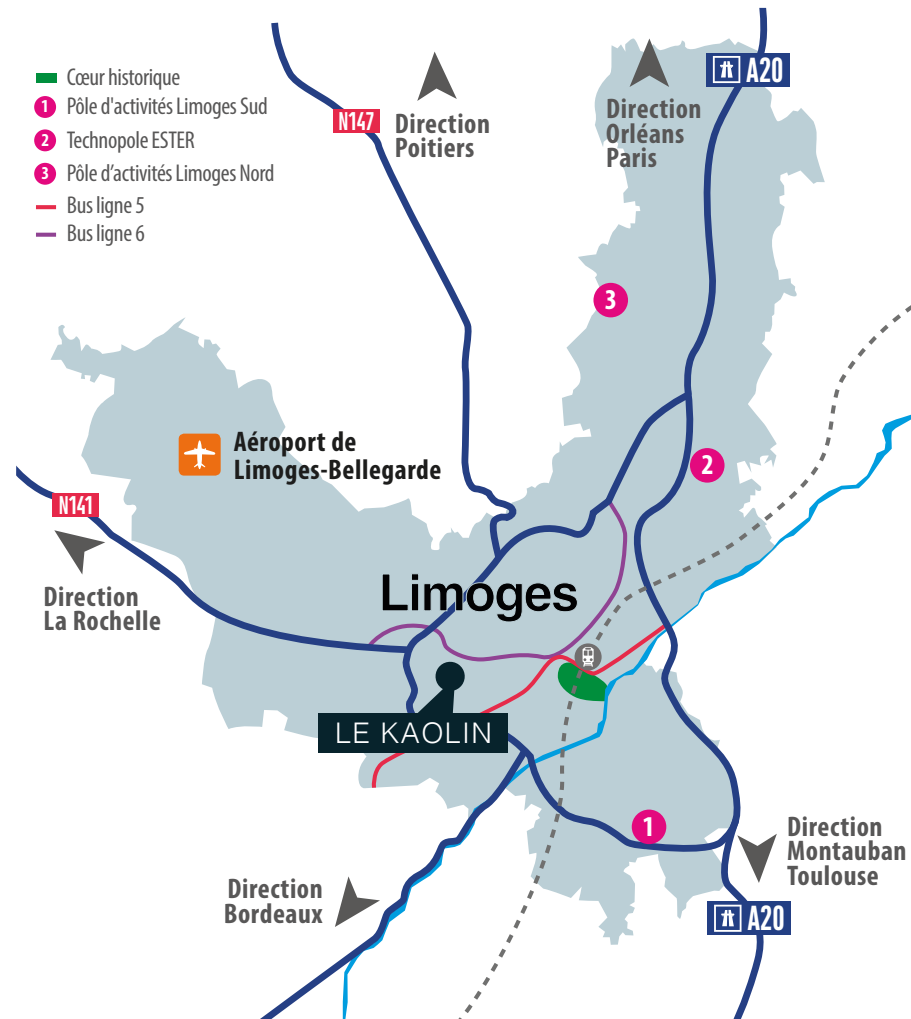 Cœur historique
1 Pôle d'activités Limoges Sud
2 Technopole ESTER
3 Pôle d’activités Limoges Nord
Bus ligne 5
Bus ligne 6
N147
Direction
Poitiers
Direction
Orléans
Paris
A20
3
Aéroport de
Limoges-Bellegarde
2
N141
Direction
La Rochelle
Limoges
LE KAOLIN
1
Direction
Montauban
Toulouse
Direction
Bordeaux
A20